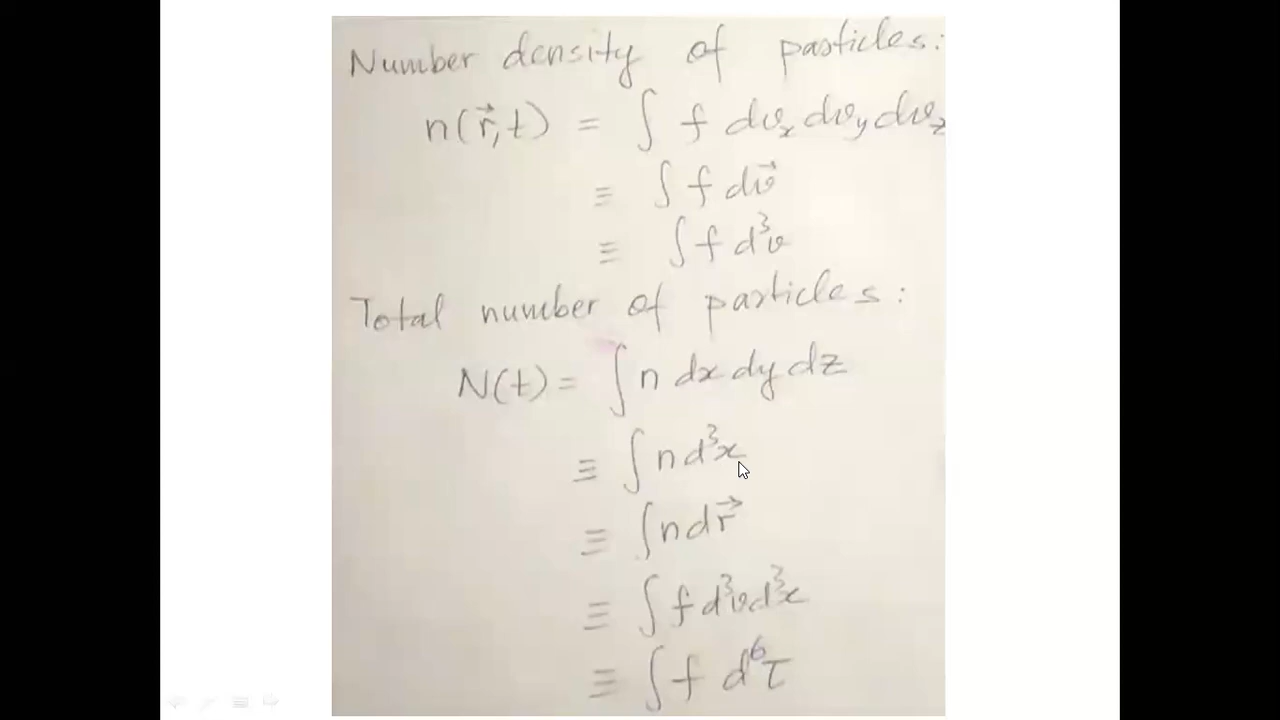 Number density of particles:
n(r⃗,t) = ∫ f dv_x dv_y dv_z
≡ ∫ f dv⃗
≡ ∫ f d³v
Total number of particles:
N(t) = ∫ n dx dy dz
≡ ∫ n d³x
≡ ∫ n dr⃗
≡ ∫ f d³v d³x
≡ ∫ f d⁶τ